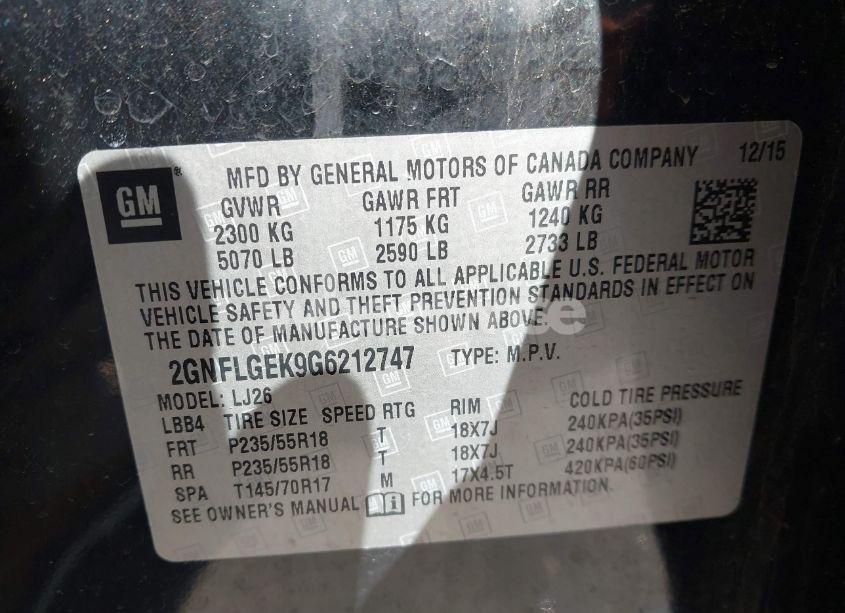 GM
MFD BY GENERAL MOTORS OF CANADA COMPANY 12/15
GVWR GAWR FRT GAWR RR
2300 KG 1175 KG 1240 KG
5070 LB 2590 LB 2733 LB
THIS VEHICLE CONFORMS TO ALL APPLICABLE U.S. FEDERAL MOTOR
VEHICLE SAFETY AND THEFT PREVENTION STANDARDS IN EFFECT ON
THE DATE OF MANUFACTURE SHOWN ABOVE.
2GNFLGEK9G6212747 TYPE: M.P.V.
MODEL: LJ26
LBB4 TIRE SIZE SPEED RTG RIM COLD TIRE PRESSURE
FRT P235/55R18 T 18X7J 240KPA(35PSI)
RR P235/55R18 T 18X7J 240KPA(35PSI)
SPA T145/70R17 M 17X4.5T 420KPA(60PSI)
SEE OWNER'S MANUAL FOR MORE INFORMATION.